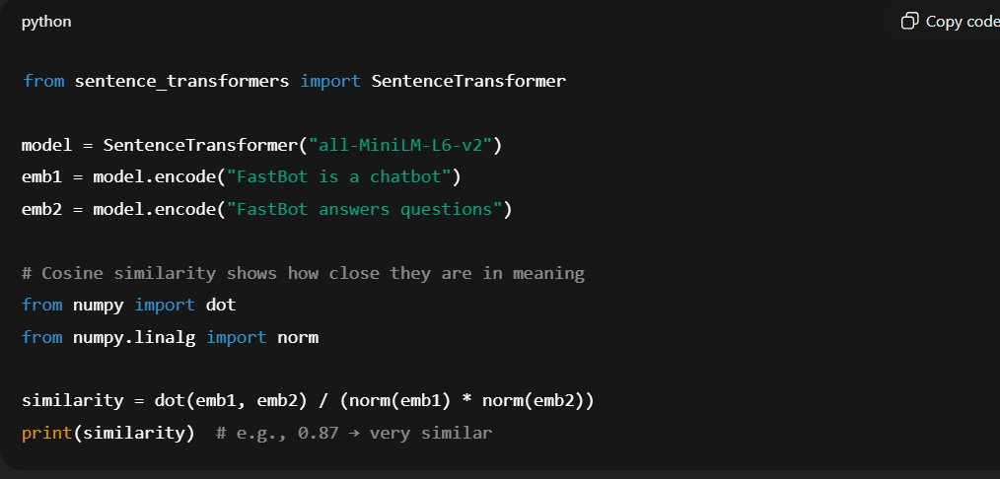 python
Copy code
from sentence_transformers import SentenceTransformer
model = SentenceTransformer("all-MiniLM-L6-v2")
emb1 = model.encode("FastBot is a chatbot")
emb2 = model.encode("FastBot answers questions")
# Cosine similarity shows how close they are in meaning
from numpy import dot
from numpy.linalg import norm
similarity = dot(emb1, emb2) / (norm(emb1) * norm(emb2))
print(similarity)  # e.g., 0.87 → very similar